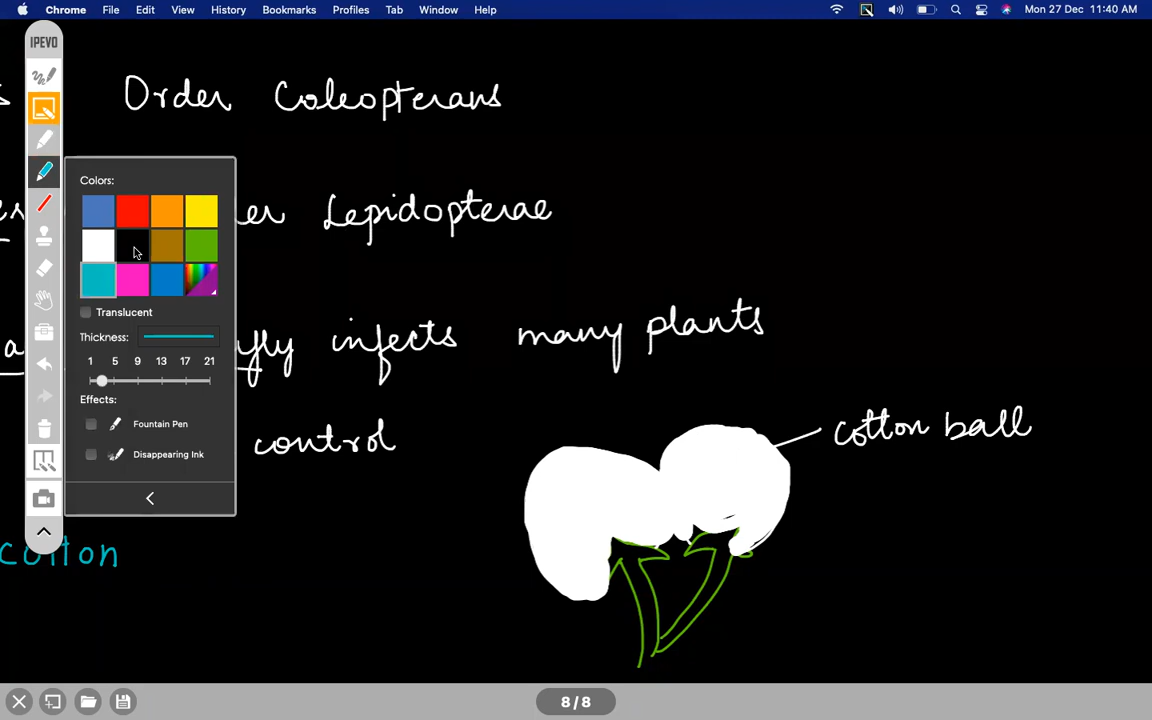 Chrome File Edit View History Bookmarks Profiles Tab Window Help Mon 27 Dec 11:40 AM
IPEVO
s Order Coleopterans
er Lepidopterae
fly infects many plants
control
cotton ball
cotton
Colors:
Translucent
Thickness:
1 5 9 13 17 21
Effects:
Fountain Pen
Disappearing Ink
8/8